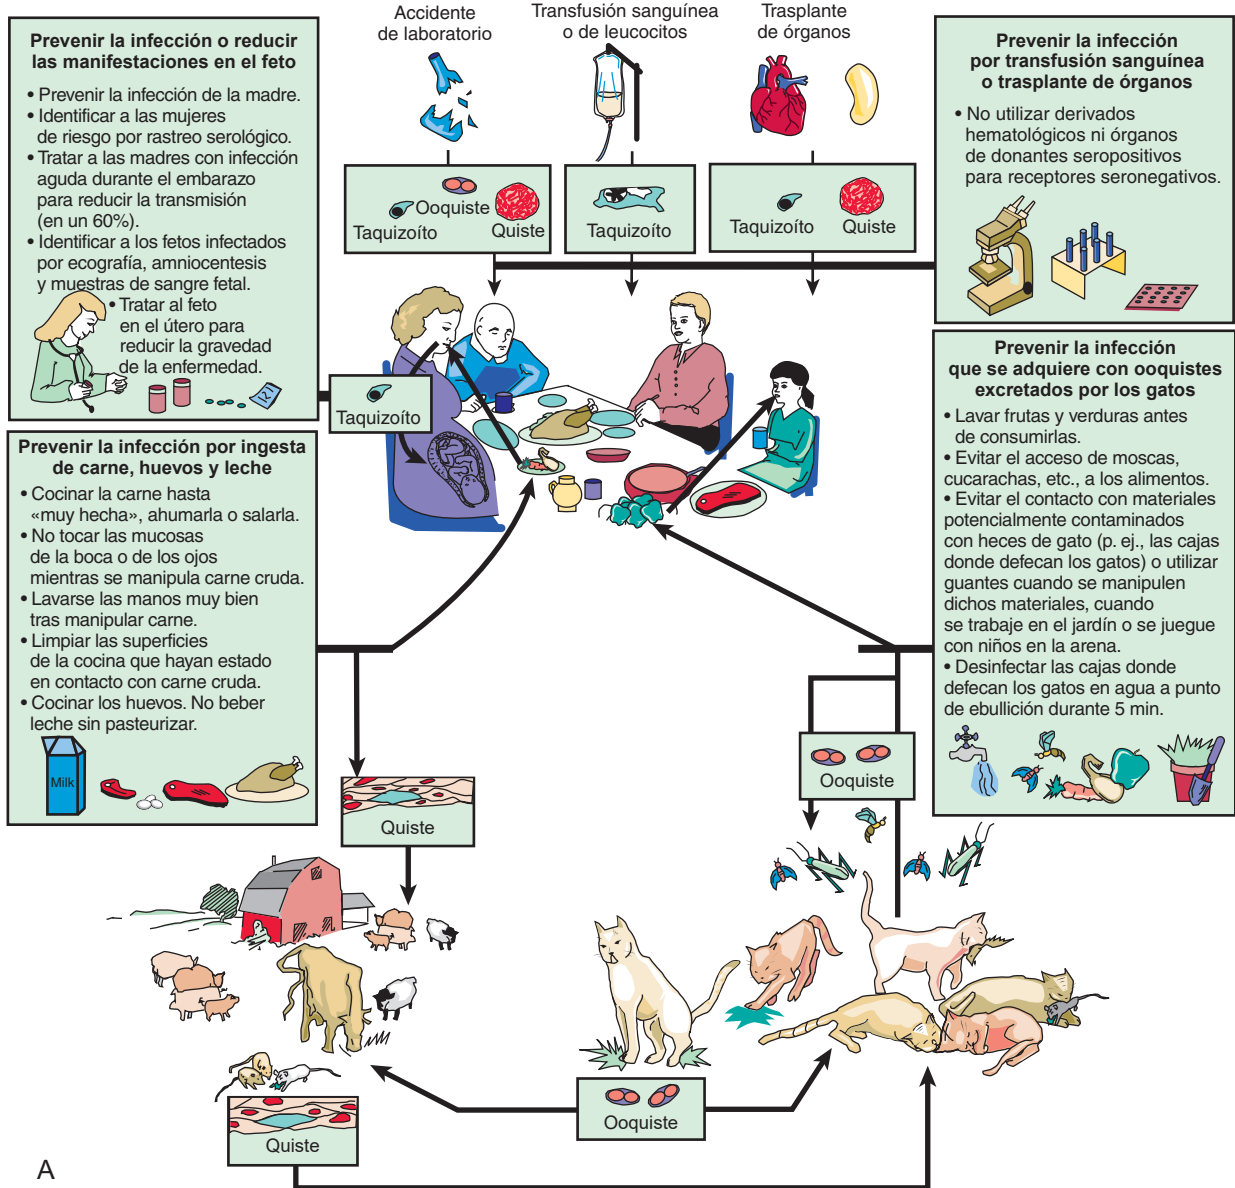 Accidente
de laboratorio
Transfusión sanguínea
o de leucocitos
Trasplante
de órganos
Prevenir la infección o reducir
las manifestaciones en el feto
• Prevenir la infección de la madre.
• Identificar a las mujeres
de riesgo por rastreo serológico.
• Tratar a las madres con infección
aguda durante el embarazo
para reducir la transmisión
(en un 60%).
• Identificar a los fetos infectados
por ecografía, amniocentesis
y muestras de sangre fetal.
• Tratar al feto
en el útero para
reducir la gravedad
de la enfermedad.
Ooquiste
Taquizoíto
Quiste
Taquizoíto
Taquizoíto
Quiste
Prevenir la infección
por transfusión sanguínea
o trasplante de órganos
• No utilizar derivados
hematológicos ni órganos
de donantes seropositivos
para receptores seronegativos.
Taquizoíto
Prevenir la infección
que se adquiere con ooquistes
excretados por los gatos
• Lavar frutas y verduras antes
de consumirlas.
• Evitar el acceso de moscas,
cucarachas, etc., a los alimentos.
• Evitar el contacto con materiales
potencialmente contaminados
con heces de gato (p. ej., las cajas
donde defecan los gatos) o utilizar
guantes cuando se manipulen
dichos materiales, cuando
se trabaje en el jardín o se juegue
con niños en la arena.
• Desinfectar las cajas donde
defecan los gatos en agua a punto
de ebullición durante 5 min.
Prevenir la infección por ingesta
de carne, huevos y leche
• Cocinar la carne hasta
«muy hecha», ahumarla o salarla.
• No tocar las mucosas
de la boca o de los ojos
mientras se manipula carne cruda.
• Lavarse las manos muy bien
tras manipular carne.
• Limpiar las superficies
de la cocina que hayan estado
en contacto con carne cruda.
• Cocinar los huevos. No beber
leche sin pasteurizar.
Milk
Quiste
Ooquiste
Ooquiste
Quiste
A